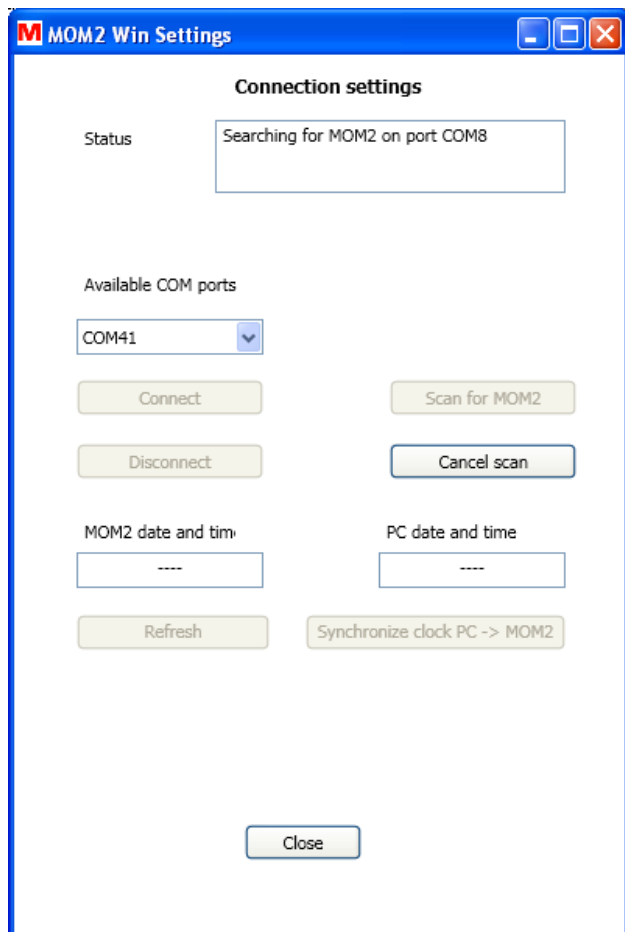 M MOM2 Win Settings
Connection settings
Status
Searching for MOM2 on port COM8
Available COM ports
COM41
Connect
Scan for MOM2
Disconnect
Cancel scan
MOM2 date and tim
PC date and time
----
----
Refresh
Synchronize clock PC -> MOM2
Close